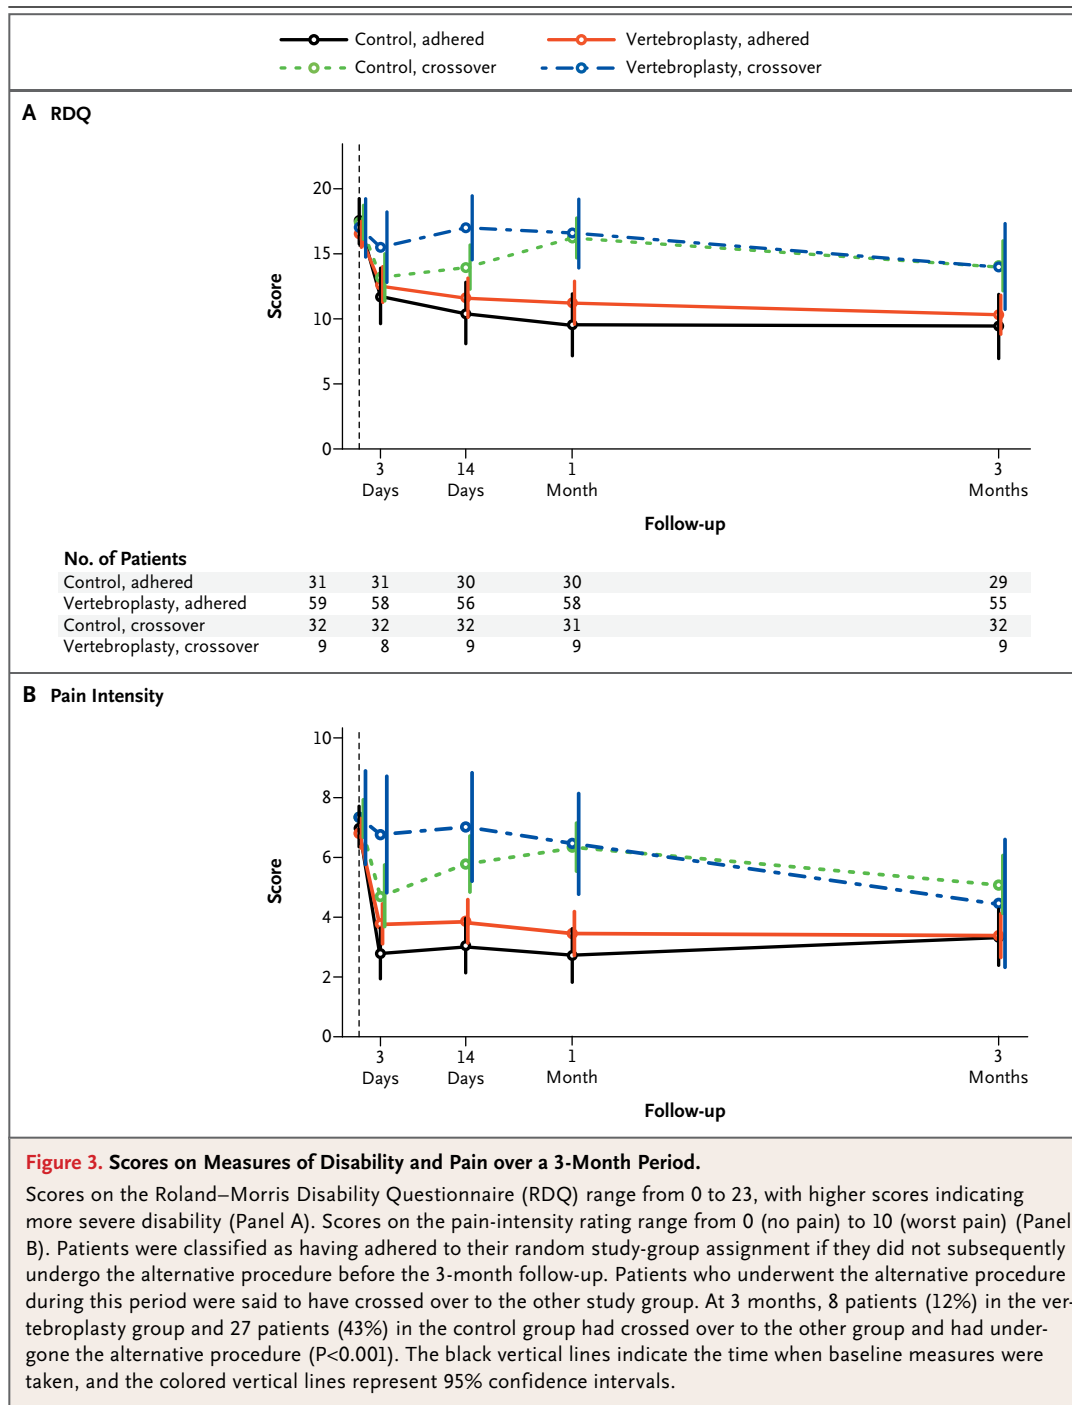 Control, adhered Vertebroplasty, adhered
Control, crossover Vertebroplasty, crossover
A RDQ
20
15
10
5
0
Score
3 14 1 3
Days Days Month Months
Follow-up
No. of Patients
Control, adhered 31 31 30 30 29
Vertebroplasty, adhered 59 58 56 58 55
Control, crossover 32 32 32 31 32
Vertebroplasty, crossover 9 8 9 9 9
B Pain Intensity
10
8
6
4
2
0
Score
3 14 1 3
Days Days Month Months
Follow-up
Figure 3. Scores on Measures of Disability and Pain over a 3-Month Period.
Scores on the Roland–Morris Disability Questionnaire (RDQ) range from 0 to 23, with higher scores indicating
more severe disability (Panel A). Scores on the pain-intensity rating range from 0 (no pain) to 10 (worst pain) (Panel
B). Patients were classified as having adhered to their random study-group assignment if they did not subsequently
undergo the alternative procedure before the 3-month follow-up. Patients who underwent the alternative procedure
during this period were said to have crossed over to the other study group. At 3 months, 8 patients (12%) in the ver-
tebroplasty group and 27 patients (43%) in the control group had crossed over to the other group and had under-
gone the alternative procedure (P<0.001). The black vertical lines indicate the time when baseline measures were
taken, and the colored vertical lines represent 95% confidence intervals.